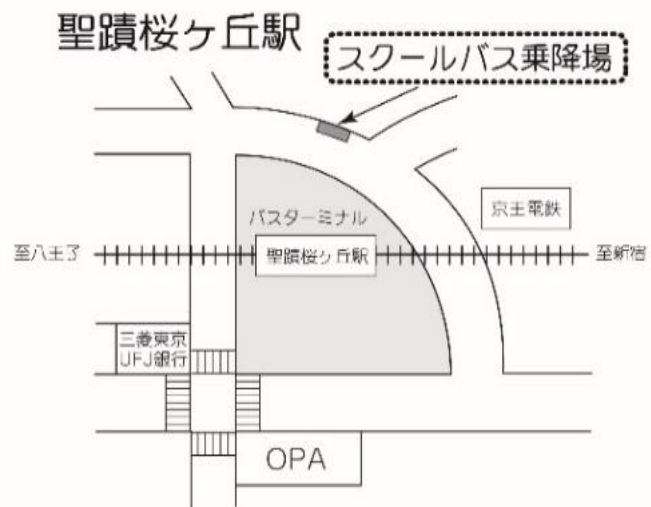 聖蹟桜ヶ丘駅
スクールバス乗降場
バスターミナル
京王電鉄
至八王子
聖蹟桜ヶ丘駅
至新宿
三菱東京
UFJ銀行
OPA